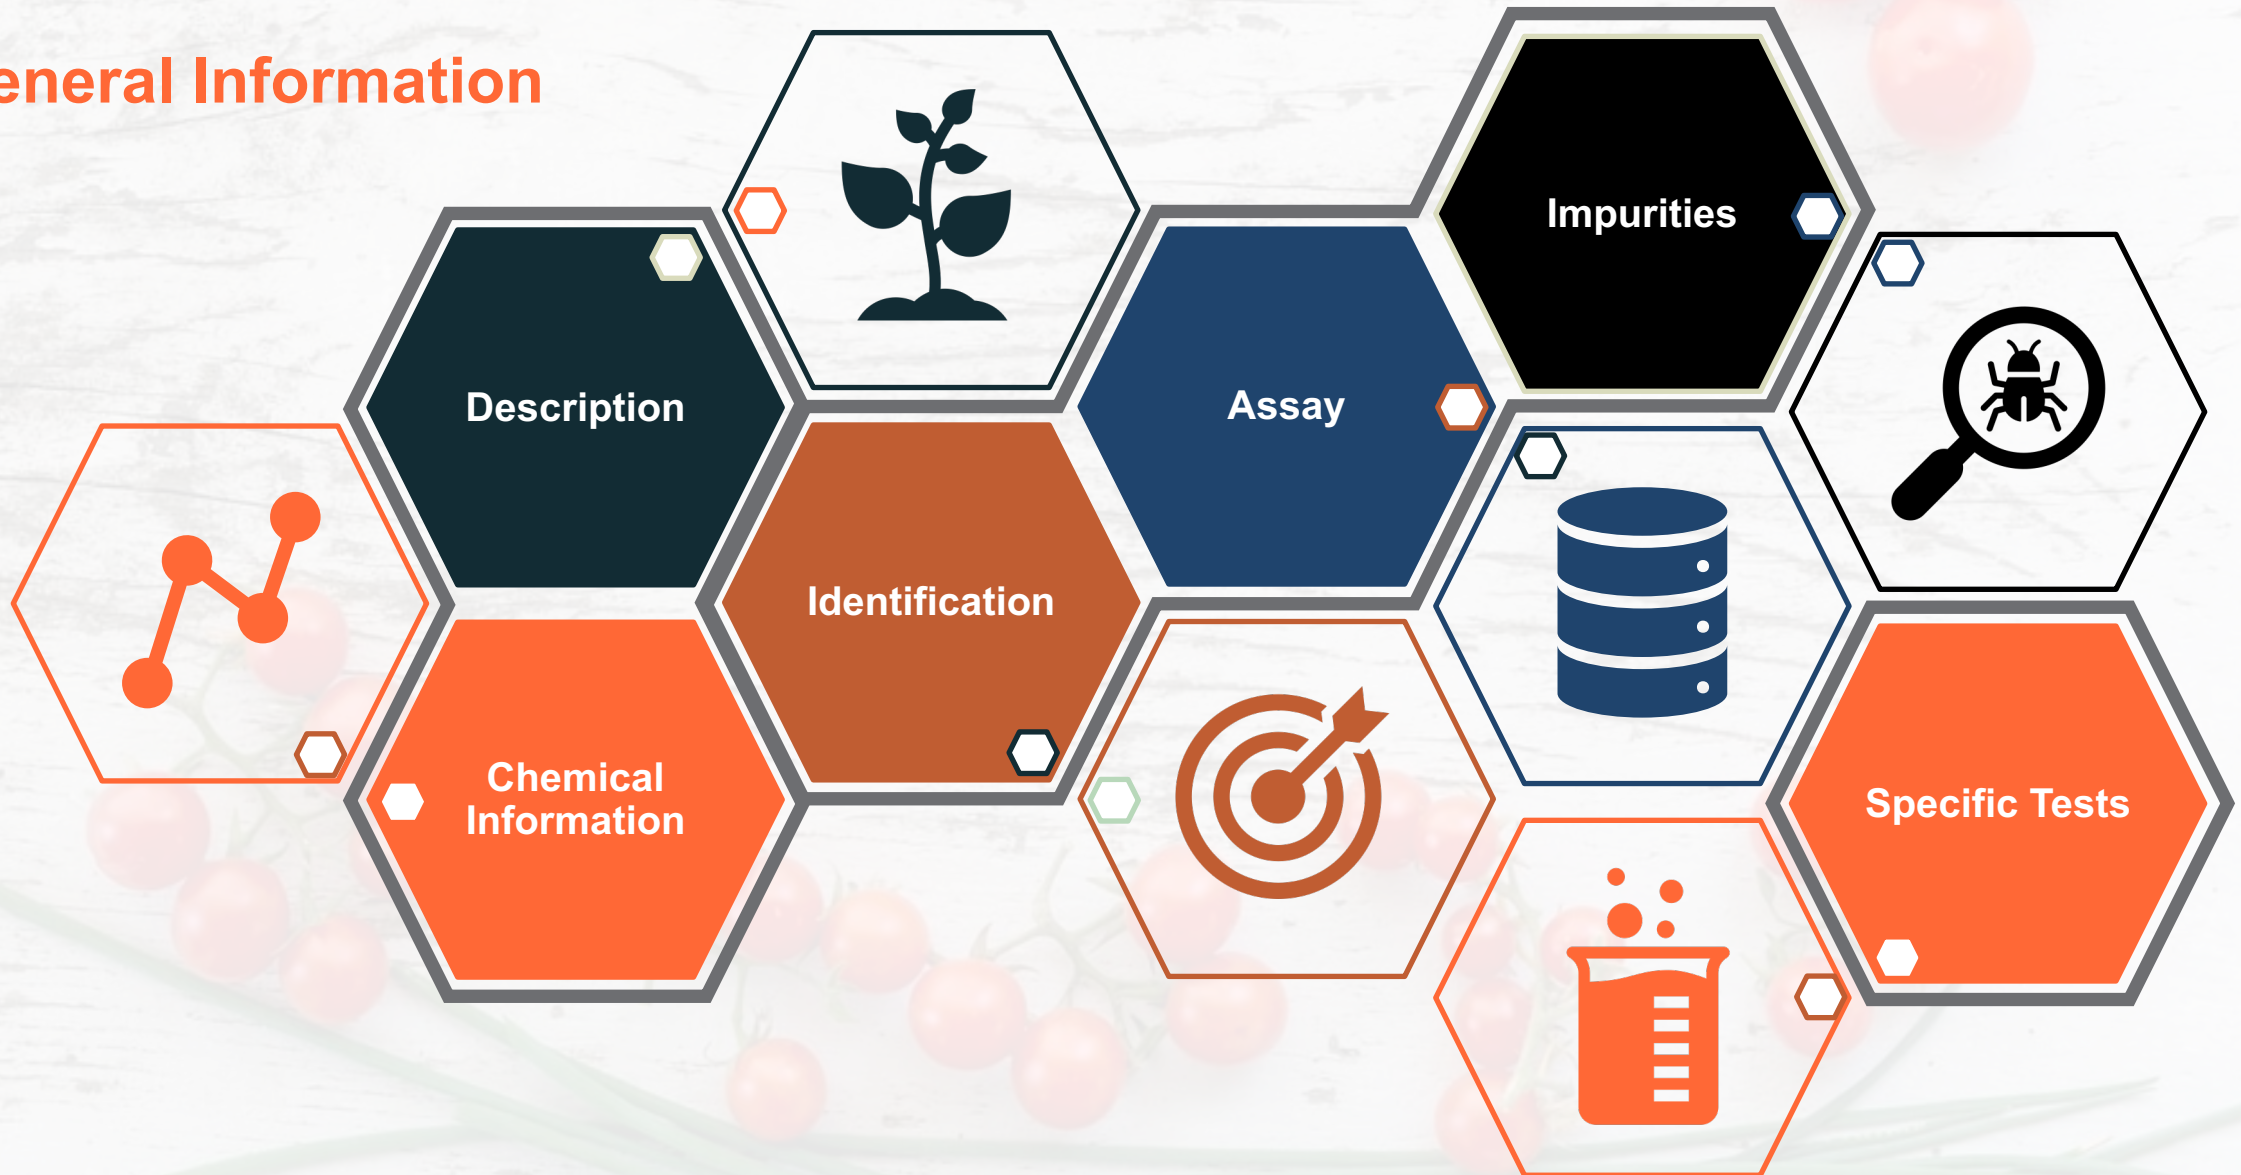 eneral Information
Impurities
Description
Assay
Identification
Chemical
Information
Specific Tests